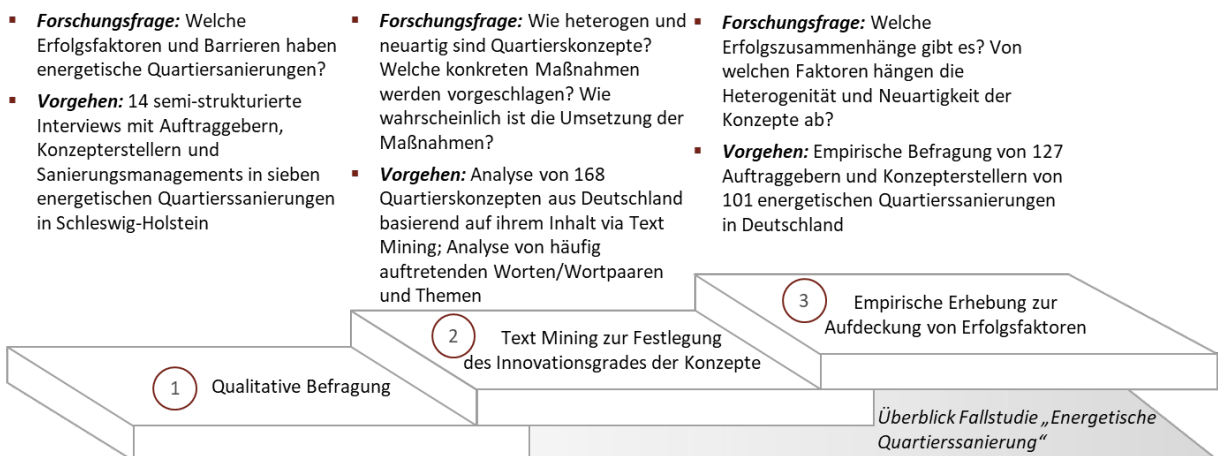 ▪ Forschungsfrage: Welche
Erfolgsfaktoren und Barrieren haben
energetische Quartiersanierungen?
▪ Vorgehen: 14 semi-strukturierte
Interviews mit Auftraggebern,
Konzepterstellern und
Sanierungsmanagements in sieben
energetischen Quartierssanierungen
in Schleswig-Holstein
▪ Forschungsfrage: Wie heterogen und
neuartig sind Quartierskonzepte?
Welche konkreten Maßnahmen
werden vorgeschlagen? Wie
wahrscheinlich ist die Umsetzung der
Maßnahmen?
▪ Vorgehen: Analyse von 168
Quartierskonzepten aus Deutschland
basierend auf ihrem Inhalt via Text
Mining; Analyse von häufig
auftretenden Worten/Wortpaaren
und Themen
▪ Forschungsfrage: Welche
Erfolgszusammenhänge gibt es? Von
welchen Faktoren hängen die
Heterogenität und Neuartigkeit der
Konzepte ab?
▪ Vorgehen: Empirische Befragung von 127
Auftraggebern und Konzepterstellern von
101 energetischen Quartierssanierungen
in Deutschland
1 Qualitative Befragung
2 Text Mining zur Festlegung
des Innovationsgrades der Konzepte
3 Empirische Erhebung zur
Aufdeckung von Erfolgsfaktoren
Überblick Fallstudie „Energetische
Quartierssanierung“